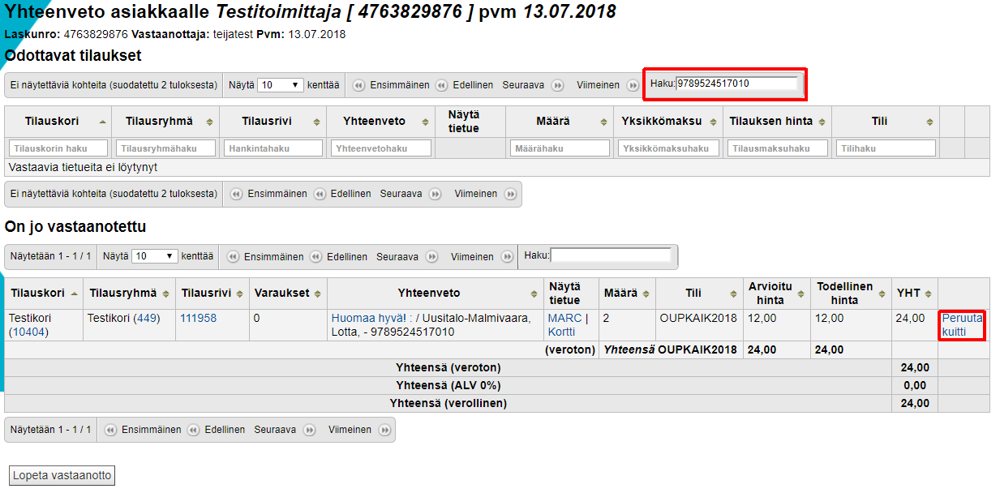 Yhteenveto asiakkaalle Testitoimittaja [ 4763829876 ] pvm 13.07.2018
Laskunro: 4763829876 Vastaanottaja: teijatest Pvm: 13.07.2018
Odottavat tilaukset
Ei näytettäviä kohteita (suodatettu 2 tuloksesta) Näytä 10 kenttää Ensimmäinen Edellinen Seuraava Viimeinen Haku: 9789524517010
Tilauskori Tilausryhmä Tilausrivi Yhteenveto Näytä tietue Määrä Yksikkömaksu Tilauksen hinta Tili
Tilauskorin haku Tilausryhmähaku Hankintahaku Yhteenvetohaku Määrähaku Yksikkömaksuhaku Tilausmaksuhaku Tilihaku
Vastaavia tietueita ei löytynyt
Ei näytettäviä kohteita (suodatettu 2 tuloksesta) Ensimmäinen Edellinen Seuraava Viimeinen
On jo vastaanotettu
Näytetään 1 - 1 / 1 Näytä 10 kenttää Ensimmäinen Edellinen Seuraava Viimeinen Haku:
Tilauskori Tilausryhmä Tilausrivi Varaukset Yhteenveto Näytä tietue Määrä Tili Arvioitu hinta Todellinen hinta YHT
Testikori Testikori (449) 111958 0 Huomaa hyvä! : / Uusitalo-Malmivaara, MARC | 2 OUPKAIK2018 12,00 12,00 24,00 Peruuta
(10404) Lotta, - 9789524517010 Kortti kuitti
(veroton) Yhteensä OUPKAIK2018 24,00 24,00
Yhteensä (veroton) 24,00
Yhteensä (ALV 0%) 0,00
Yhteensä (verollinen) 24,00
Näytetään 1 - 1 / 1 Ensimmäinen Edellinen Seuraava Viimeinen
Lopeta vastaanotto